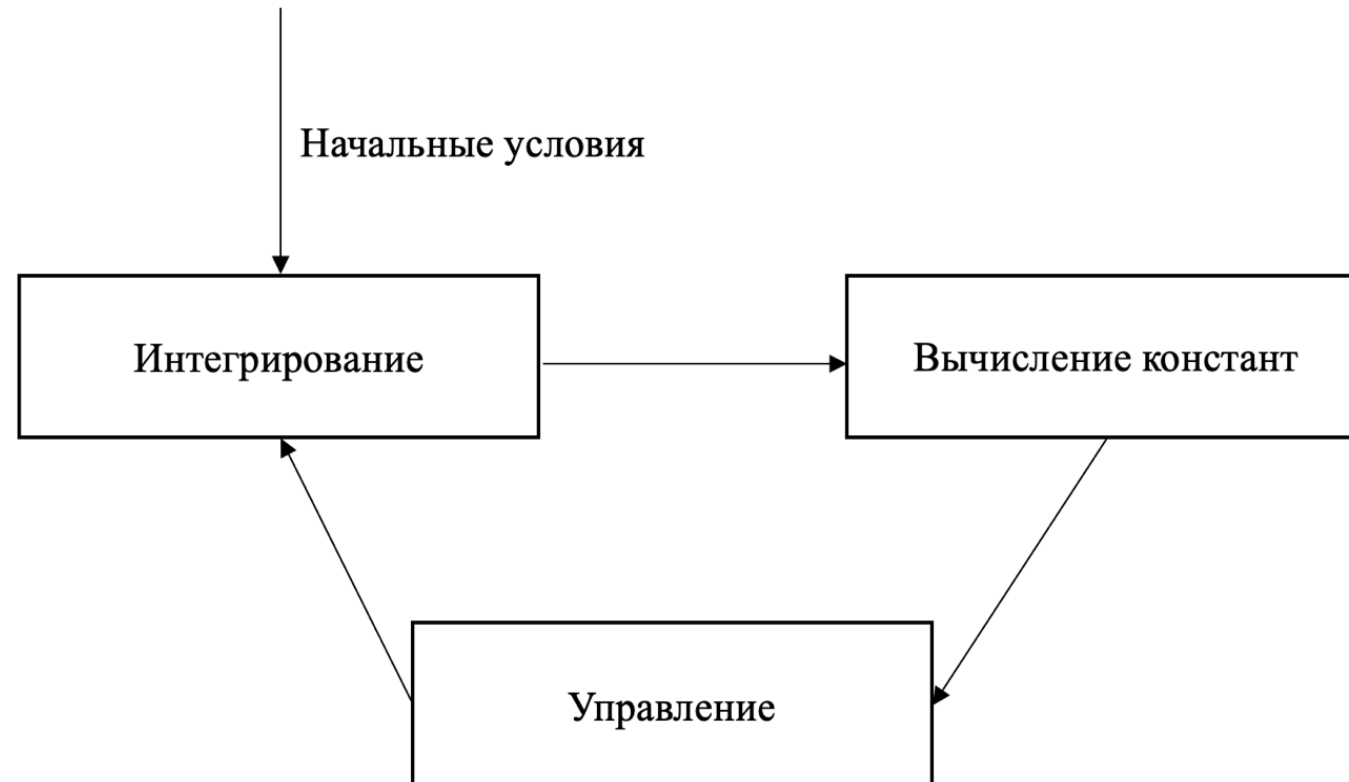 Начальные условия
Интегрирование
Вычисление констант
Управление